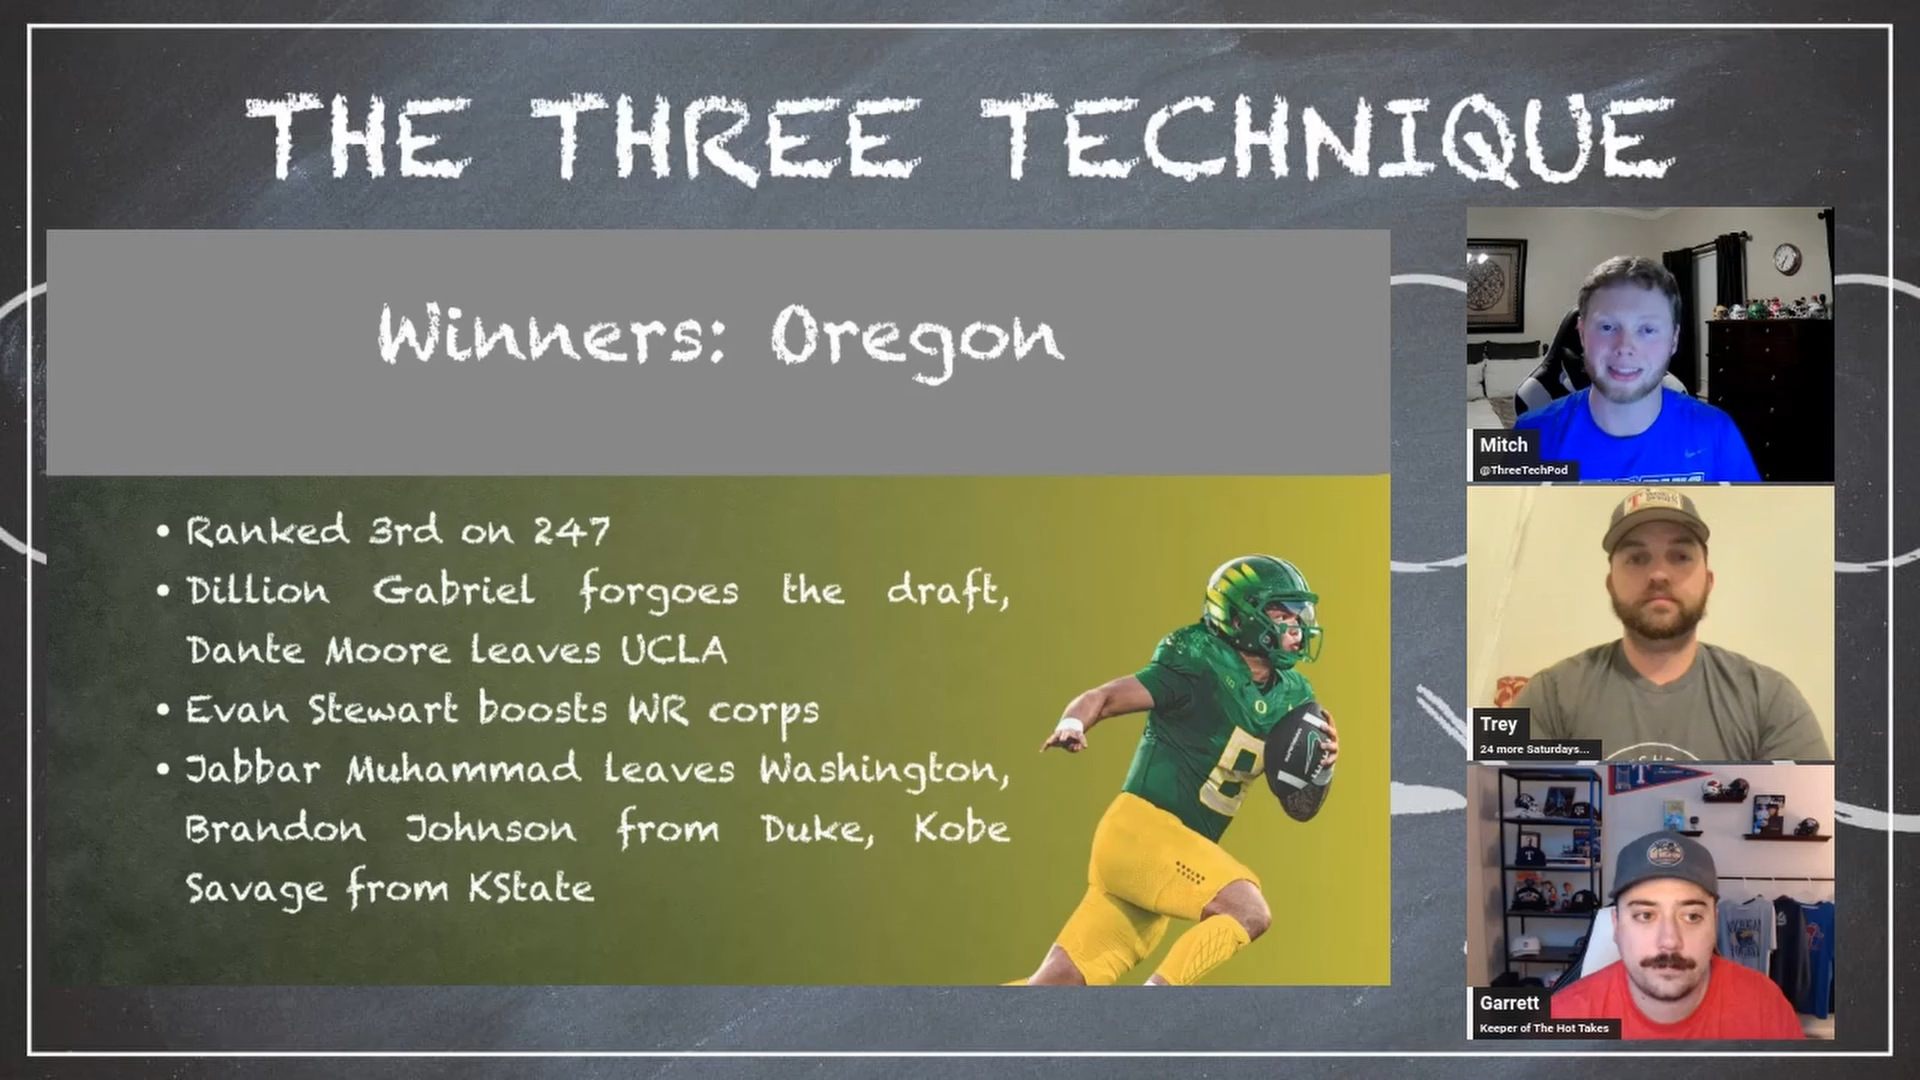 THE THREE TECHNIQUE
Winners: Oregon
• Ranked 3rd on 247
• Dillion Gabriel forgoes the draft,
Dante Moore leaves UCLA
• Evan Stewart boosts WR corps
• Jabbar Muhammad leaves Washington,
Brandon Johnson from Duke, Kobe
Savage from KState
8
Mitch
@ThreeTechPod
Trey
24 more Saturdays...
Garrett
Keeper of The Hot Takes